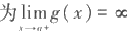 为 lim g(x) = ∞
x→a⁺